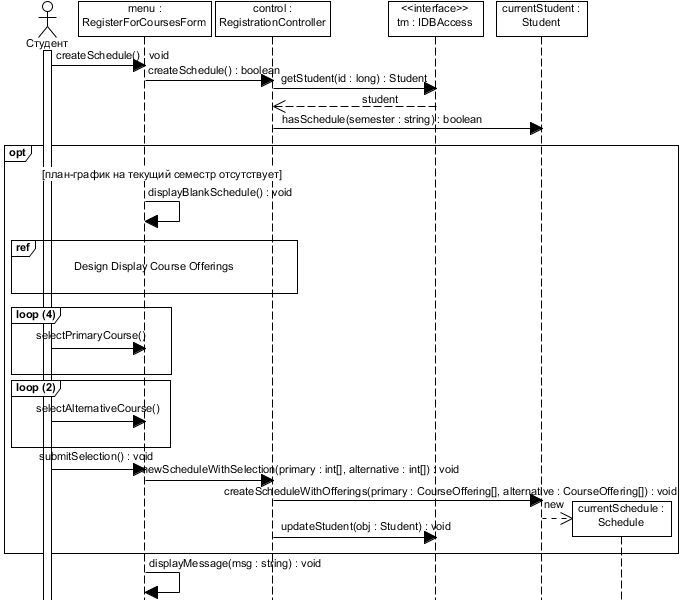 menu :
RegisterForCoursesForm
control :
RegistrationController
<<interface>>
tm : IDBAccess
currentStudent :
Student
Студент
createSchedule() : void
createSchedule() : boolean
getStudent(id : long) : Student
student
hasSchedule(semester : string) : boolean
opt
[план-график на текущий семестр отсутствует]
displayBlankSchedule() : void
ref
Design Display Course Offerings
loop (4)
selectPrimaryCourse()
loop (2)
selectAlternativeCourse()
submitSelection() : void
newScheduleWithSelection(primary : int[], alternative : int[]) : void
createScheduleWithOfferings(primary : CourseOffering[], alternative : CourseOffering[]) : void
new
currentSchedule :
Schedule
updateStudent(obj : Student) : void
displayMessage(msg : string) : void